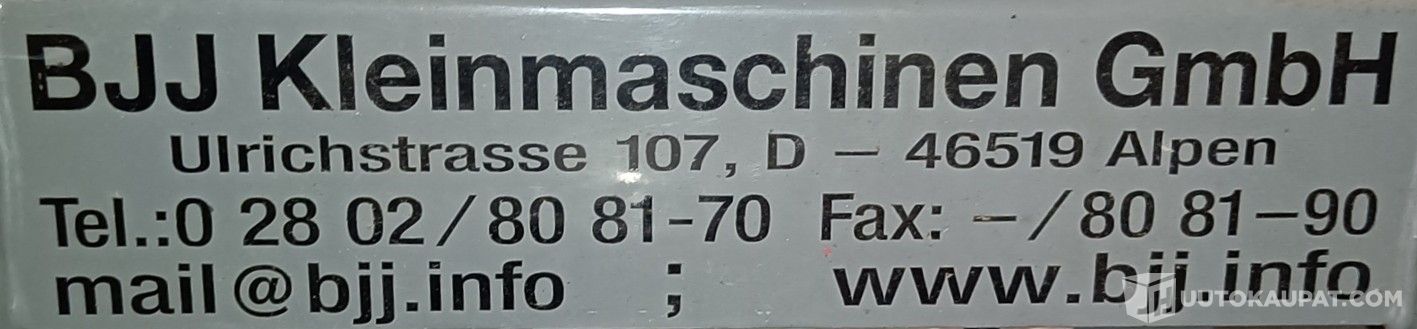 BJJ Kleinmaschinen GmbH
Ulrichstrasse 107, D – 46519 Alpen
Tel.:0 28 02/80 81-70 Fax: –/80 81–90
mail@bjj.info ; www.bjj.info
UUTOKAUPAT.COM